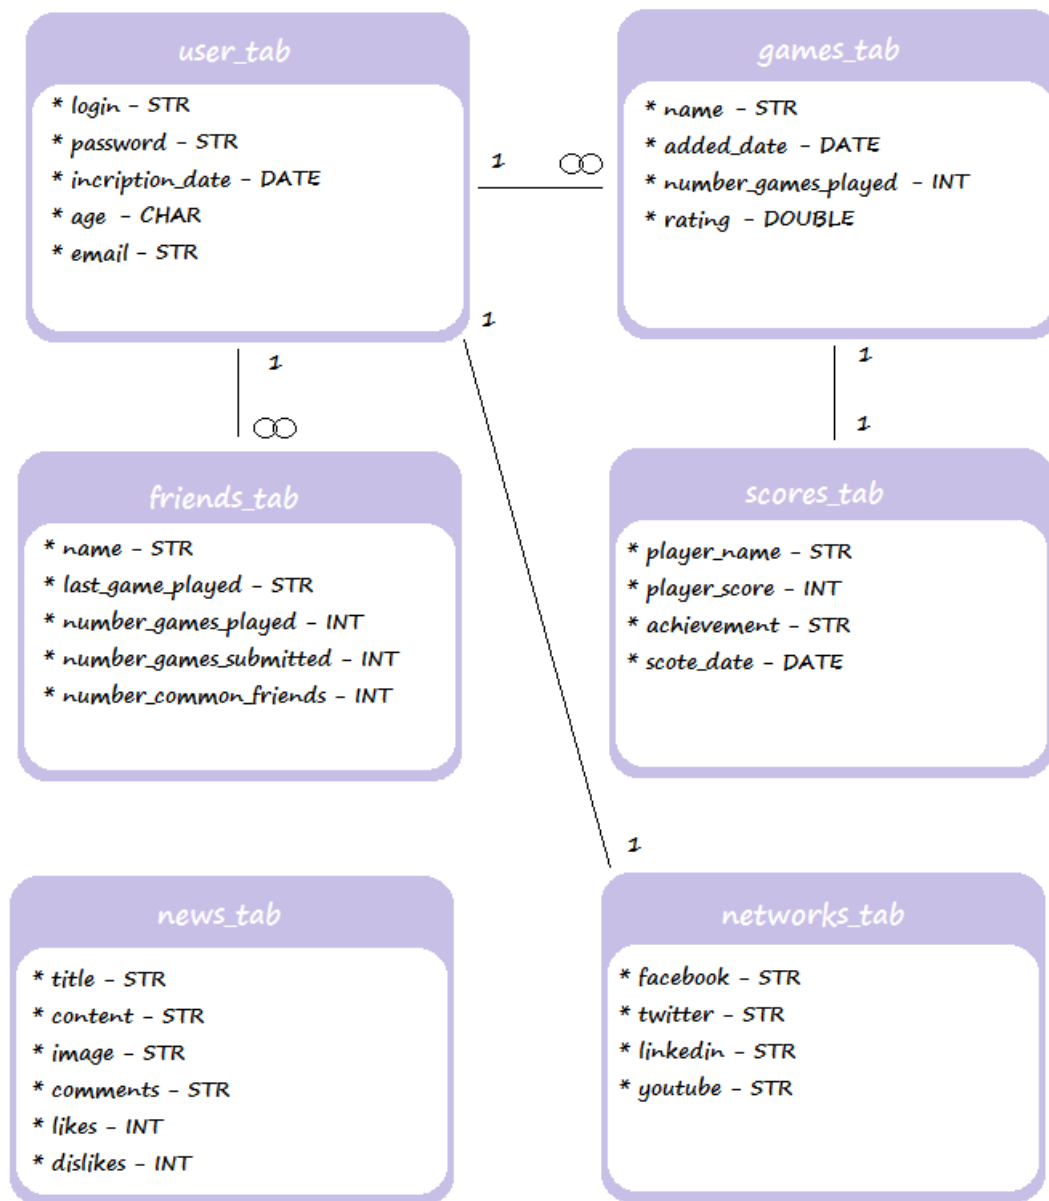 user_tab
* login - STR
* password - STR
* incription_date - DATE
* age - CHAR
* email - STR
1
games_tab
* name - STR
* added_date - DATE
* number_games_played - INT
* rating - DOUBLE
1
1
1
1
friends_tab
* name - STR
* last_game_played - STR
* number_games_played - INT
* number_games_submitted - INT
* number_common_friends - INT
scores_tab
* player_name - STR
* player_score - INT
* achievement - STR
* scote_date - DATE
1
news_tab
* title - STR
* content - STR
* image - STR
* comments - STR
* likes - INT
* dislikes - INT
networks_tab
* facebook - STR
* twitter - STR
* linkedin - STR
* youtube - STR